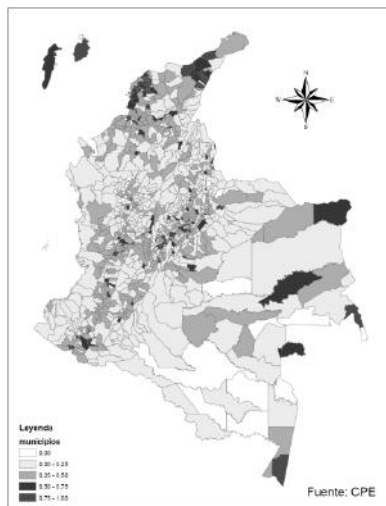 N
W E
S
Leyenda
municipios
0.00
0.00 - 0.25
0.25 - 0.50
0.50 - 0.75
0.75 - 1.00
Fuente: CPE